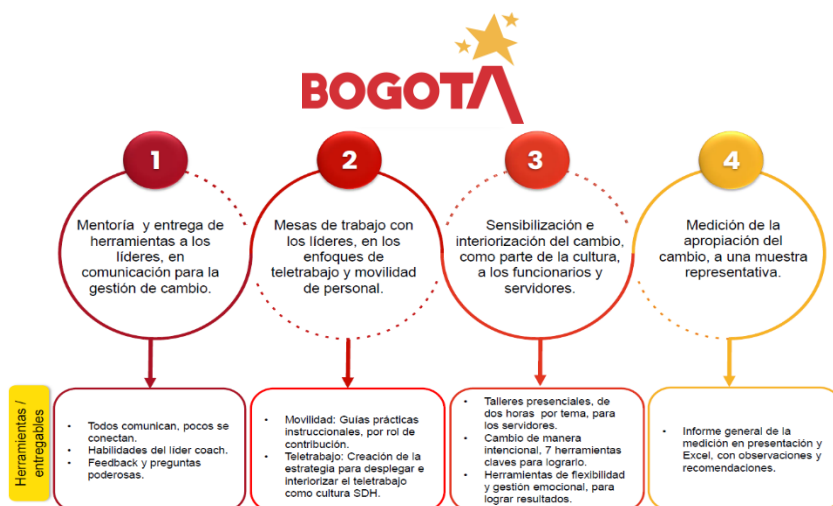 BOGOTA
1
Mentoría y entrega de
herramientas a los
líderes, en
comunicación para la
gestión de cambio.
2
Mesas de trabajo con
los líderes, en los
enfoques de
teletrabajo y movilidad
de personal.
3
Sensibilización e
interiorización del cambio,
como parte de la cultura,
a los funcionarios y
servidores.
4
Medición de la
apropiación del
cambio, a una muestra
representativa.
Herramientas /
entregables
• Todos comunican, pocos se
conectan.
• Habilidades del líder coach.
• Feedback y preguntas
poderosas.
• Movilidad: Guías prácticas
instruccionales, por rol de
contribución.
• Teletrabajo: Creación de la
estrategia para desplegar e
interiorizar el teletrabajo
como cultura SDH.
• Talleres presenciales, de
dos horas por tema, para
los servidores.
• Cambio de manera
intencional, 7 herramientas
claves para lograrlo.
• Herramientas de flexibilidad
y gestión emocional, para
lograr resultados.
• Informe general de la
medición en presentación y
Excel, con observaciones y
recomendaciones.